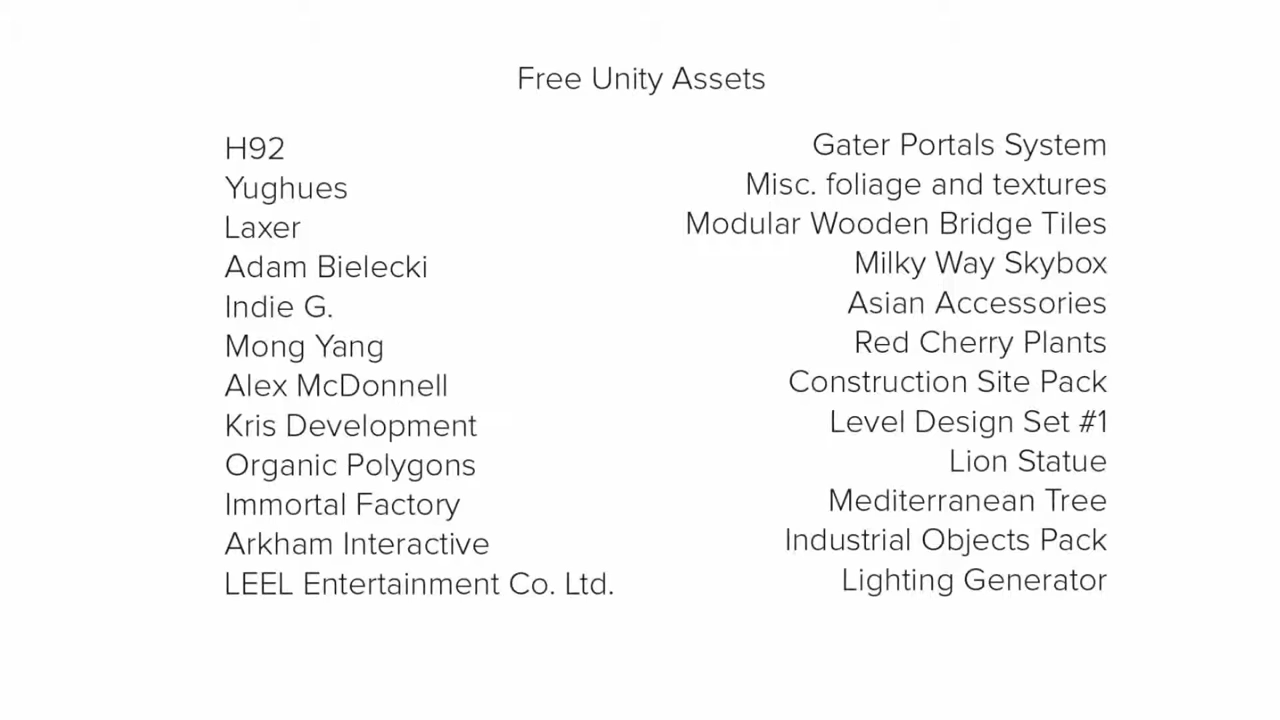 Free Unity Assets
H92 Gater Portals System
Yughues Misc. foliage and textures
Laxer Modular Wooden Bridge Tiles
Adam Bielecki Milky Way Skybox
Indie G. Asian Accessories
Mong Yang Red Cherry Plants
Alex McDonnell Construction Site Pack
Kris Development Level Design Set #1
Organic Polygons Lion Statue
Immortal Factory Mediterranean Tree
Arkham Interactive Industrial Objects Pack
LEEL Entertainment Co. Ltd. Lighting Generator